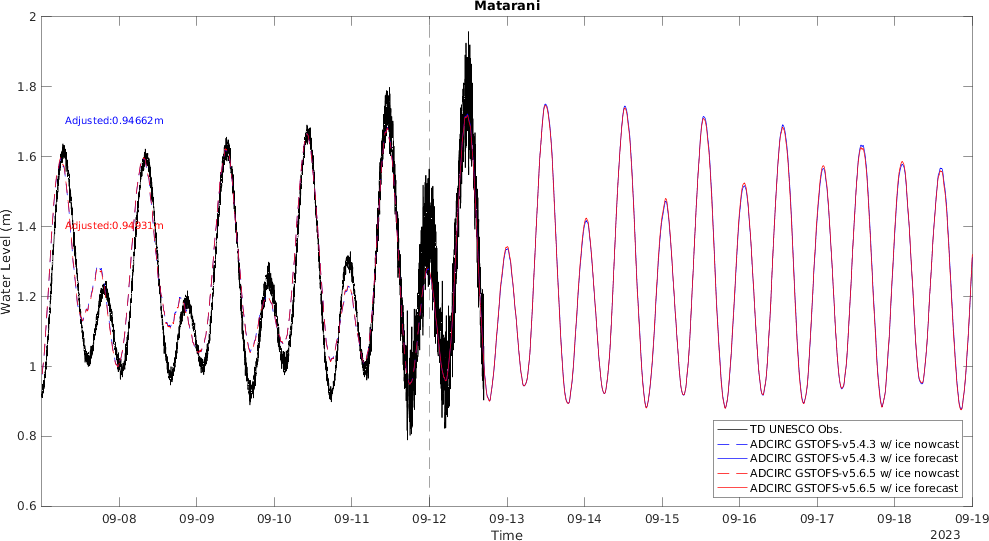 Matarani
2
1.8
1.6
1.4
1.2
1
0.8
0.6
Water Level (m)
Adjusted:0.94662m
Adjusted:0.94931m
TD UNESCO Obs.
ADCIRC GSTOFS-v5.4.3 w/ ice nowcast
ADCIRC GSTOFS-v5.4.3 w/ ice forecast
ADCIRC GSTOFS-v5.6.5 w/ ice nowcast
ADCIRC GSTOFS-v5.6.5 w/ ice forecast
09-08 09-09 09-10 09-11 09-12 09-13 09-14 09-15 09-16 09-17 09-18 09-19
Time
2023